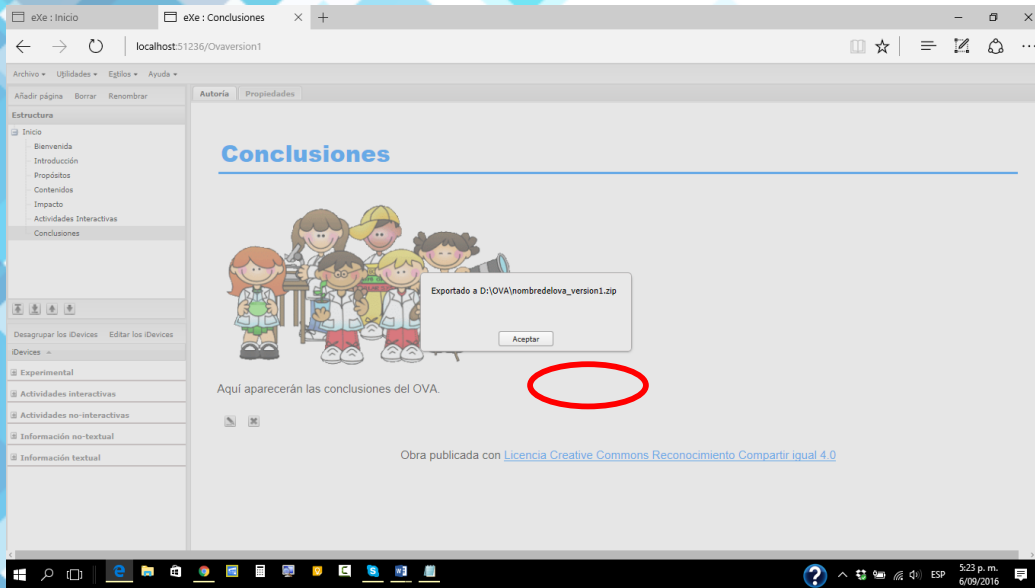 eXe : Inicio
eXe : Conclusiones
localhost:51236/Ovaversion1
Archivo Utilidades Estilos Ayuda
Añadir página Borrar Renombrar
Autoría Propiedades
Estructura
Inicio
Bienvenida
Introducción
Propósitos
Contenidos
Impacto
Actividades Interactivas
Conclusiones
Conclusiones
Exportado a D:\OVA\nombredelova_version1.zip
Aceptar
Desagrupar los iDevices Editar los iDevices
iDevices
Experimental
Actividades interactivas
Actividades no-interactivas
Información no-textual
Información textual
Aquí aparecerán las conclusiones del OVA.
Obra publicada con Licencia Creative Commons Reconocimiento Compartir igual 4.0
ESP
5:23 p. m.
6/09/2016